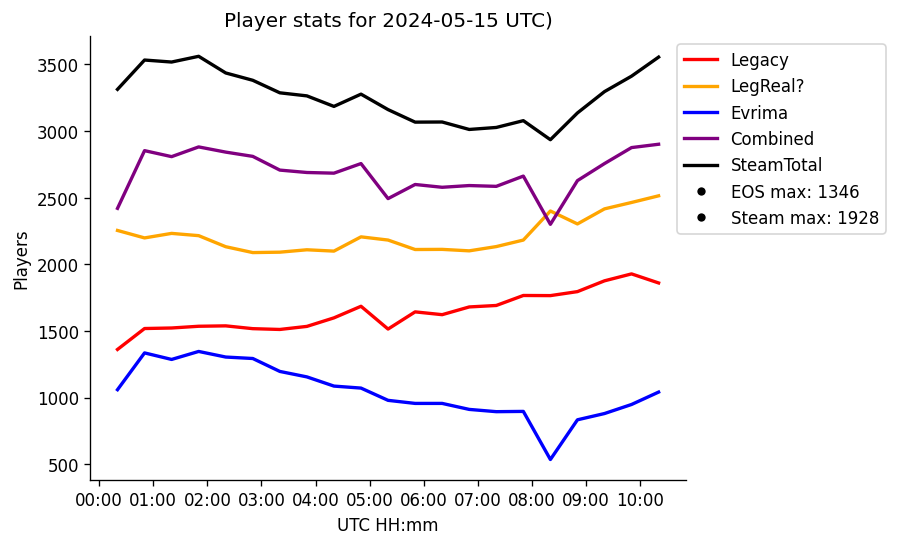 Player stats for 2024-05-15 UTC)
Legacy
LegReal?
Evrima
Combined
SteamTotal
EOS max: 1346
Steam max: 1928
Players
3500
3000
2500
2000
1500
1000
500
00:00 01:00 02:00 03:00 04:00 05:00 06:00 07:00 08:00 09:00 10:00
UTC HH:mm